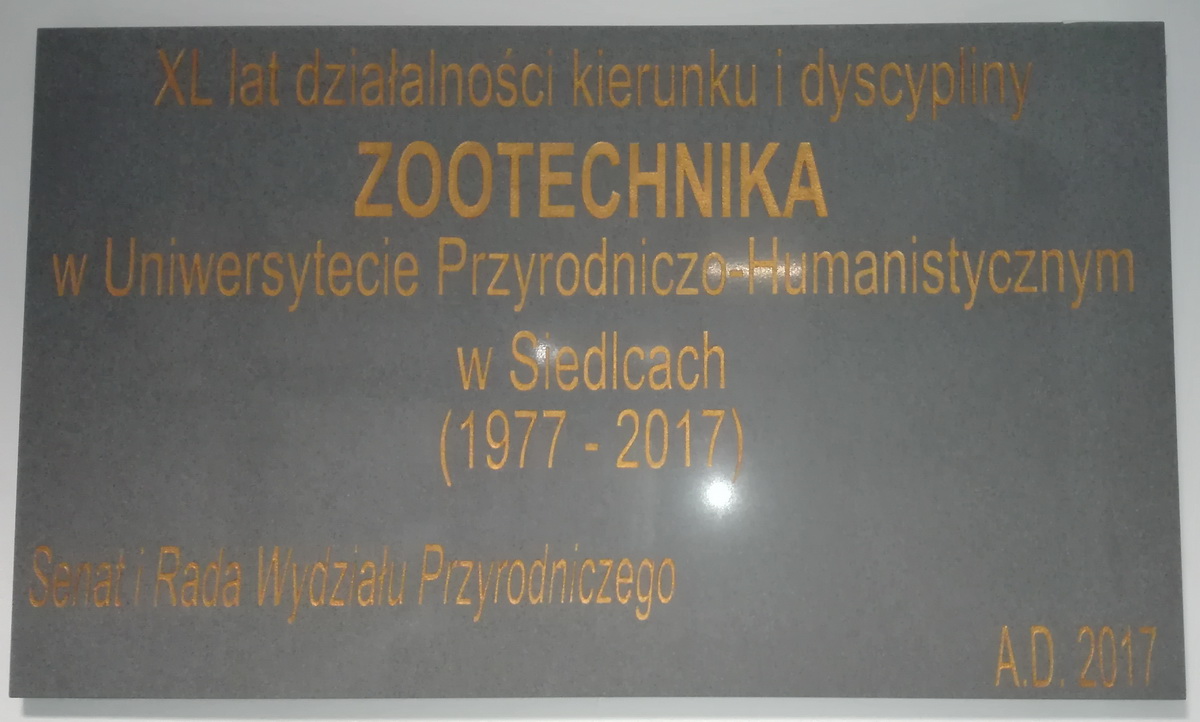 XL lat działalności kierunku i dyscypliny
ZOOTECHNIKA
w Uniwersytecie Przyrodniczo-Humanistycznym
w Siedlcach
(1977 - 2017)
Senat i Rada Wydziału Przyrodniczego
A.D. 2017